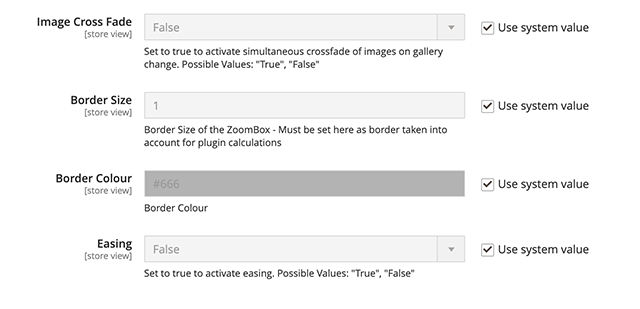 Image Cross Fade
[store view]
False
Use system value
Set to true to activate simultaneous crossfade of images on gallery
change. Possible Values: "True", "False"
Border Size
[store view]
1
Use system value
Border Size of the ZoomBox - Must be set here as border taken into
account for plugin calculations
Border Colour
[store view]
#666
Use system value
Border Colour
Easing
[store view]
False
Use system value
Set to true to activate easing. Possible Values: "True", "False"